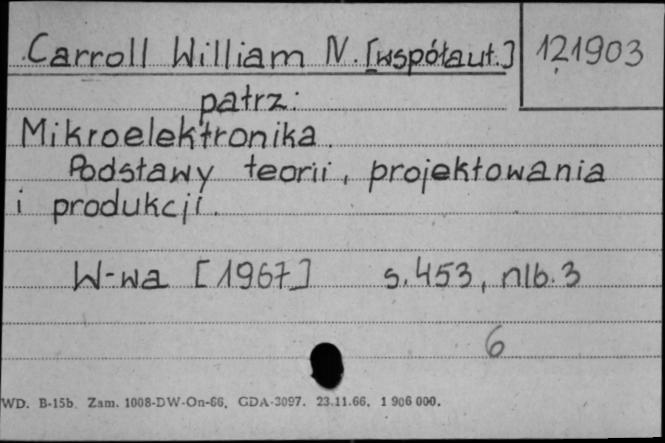 Carroll William N. [współaut.] 121903
patrz:
Mikroelektronika.
Podstawy teorii, projektowania
i produkcji.
W-wa [1967] s. 453, nlb. 3
6
WD. B-15b. Zam. 1008-DW-On-66. GDA-3097. 23.11.66. 1 906 000.